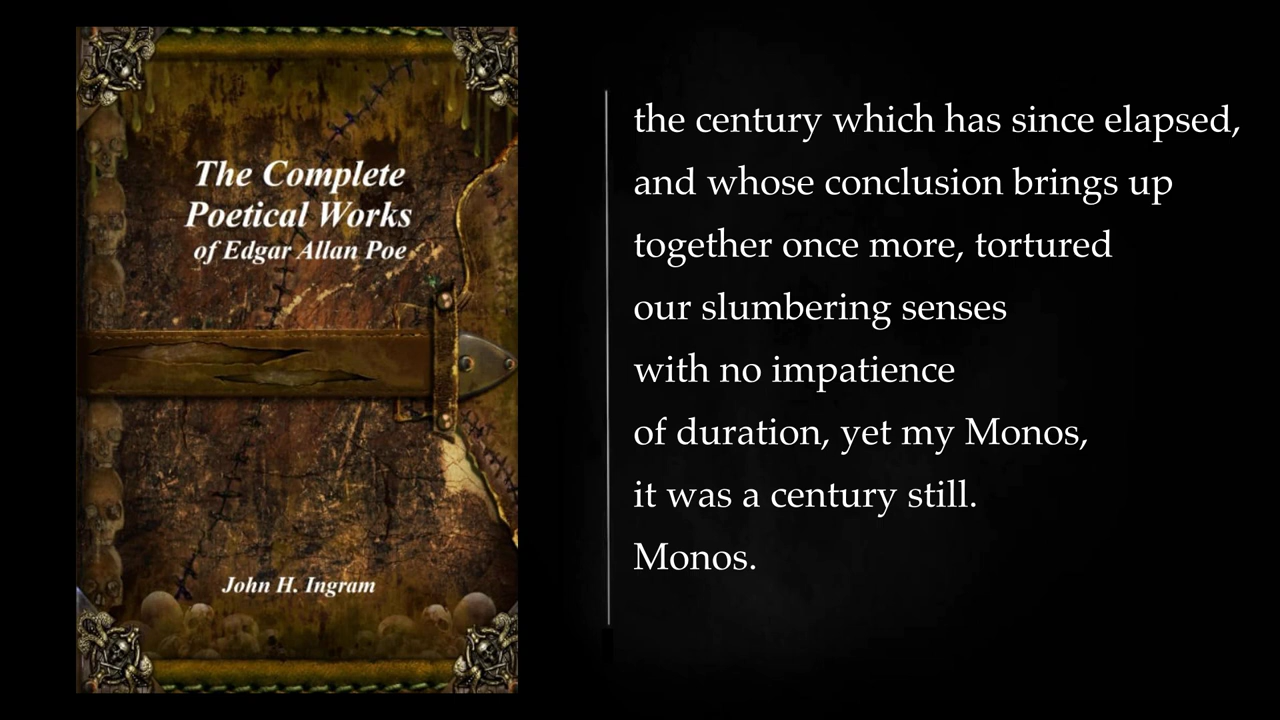 The Complete
Poetical Works
of Edgar Allan Poe
John H. Ingram
the century which has since elapsed,
and whose conclusion brings up
together once more, tortured
our slumbering senses
with no impatience
of duration, yet my Monos,
it was a century still.
Monos.